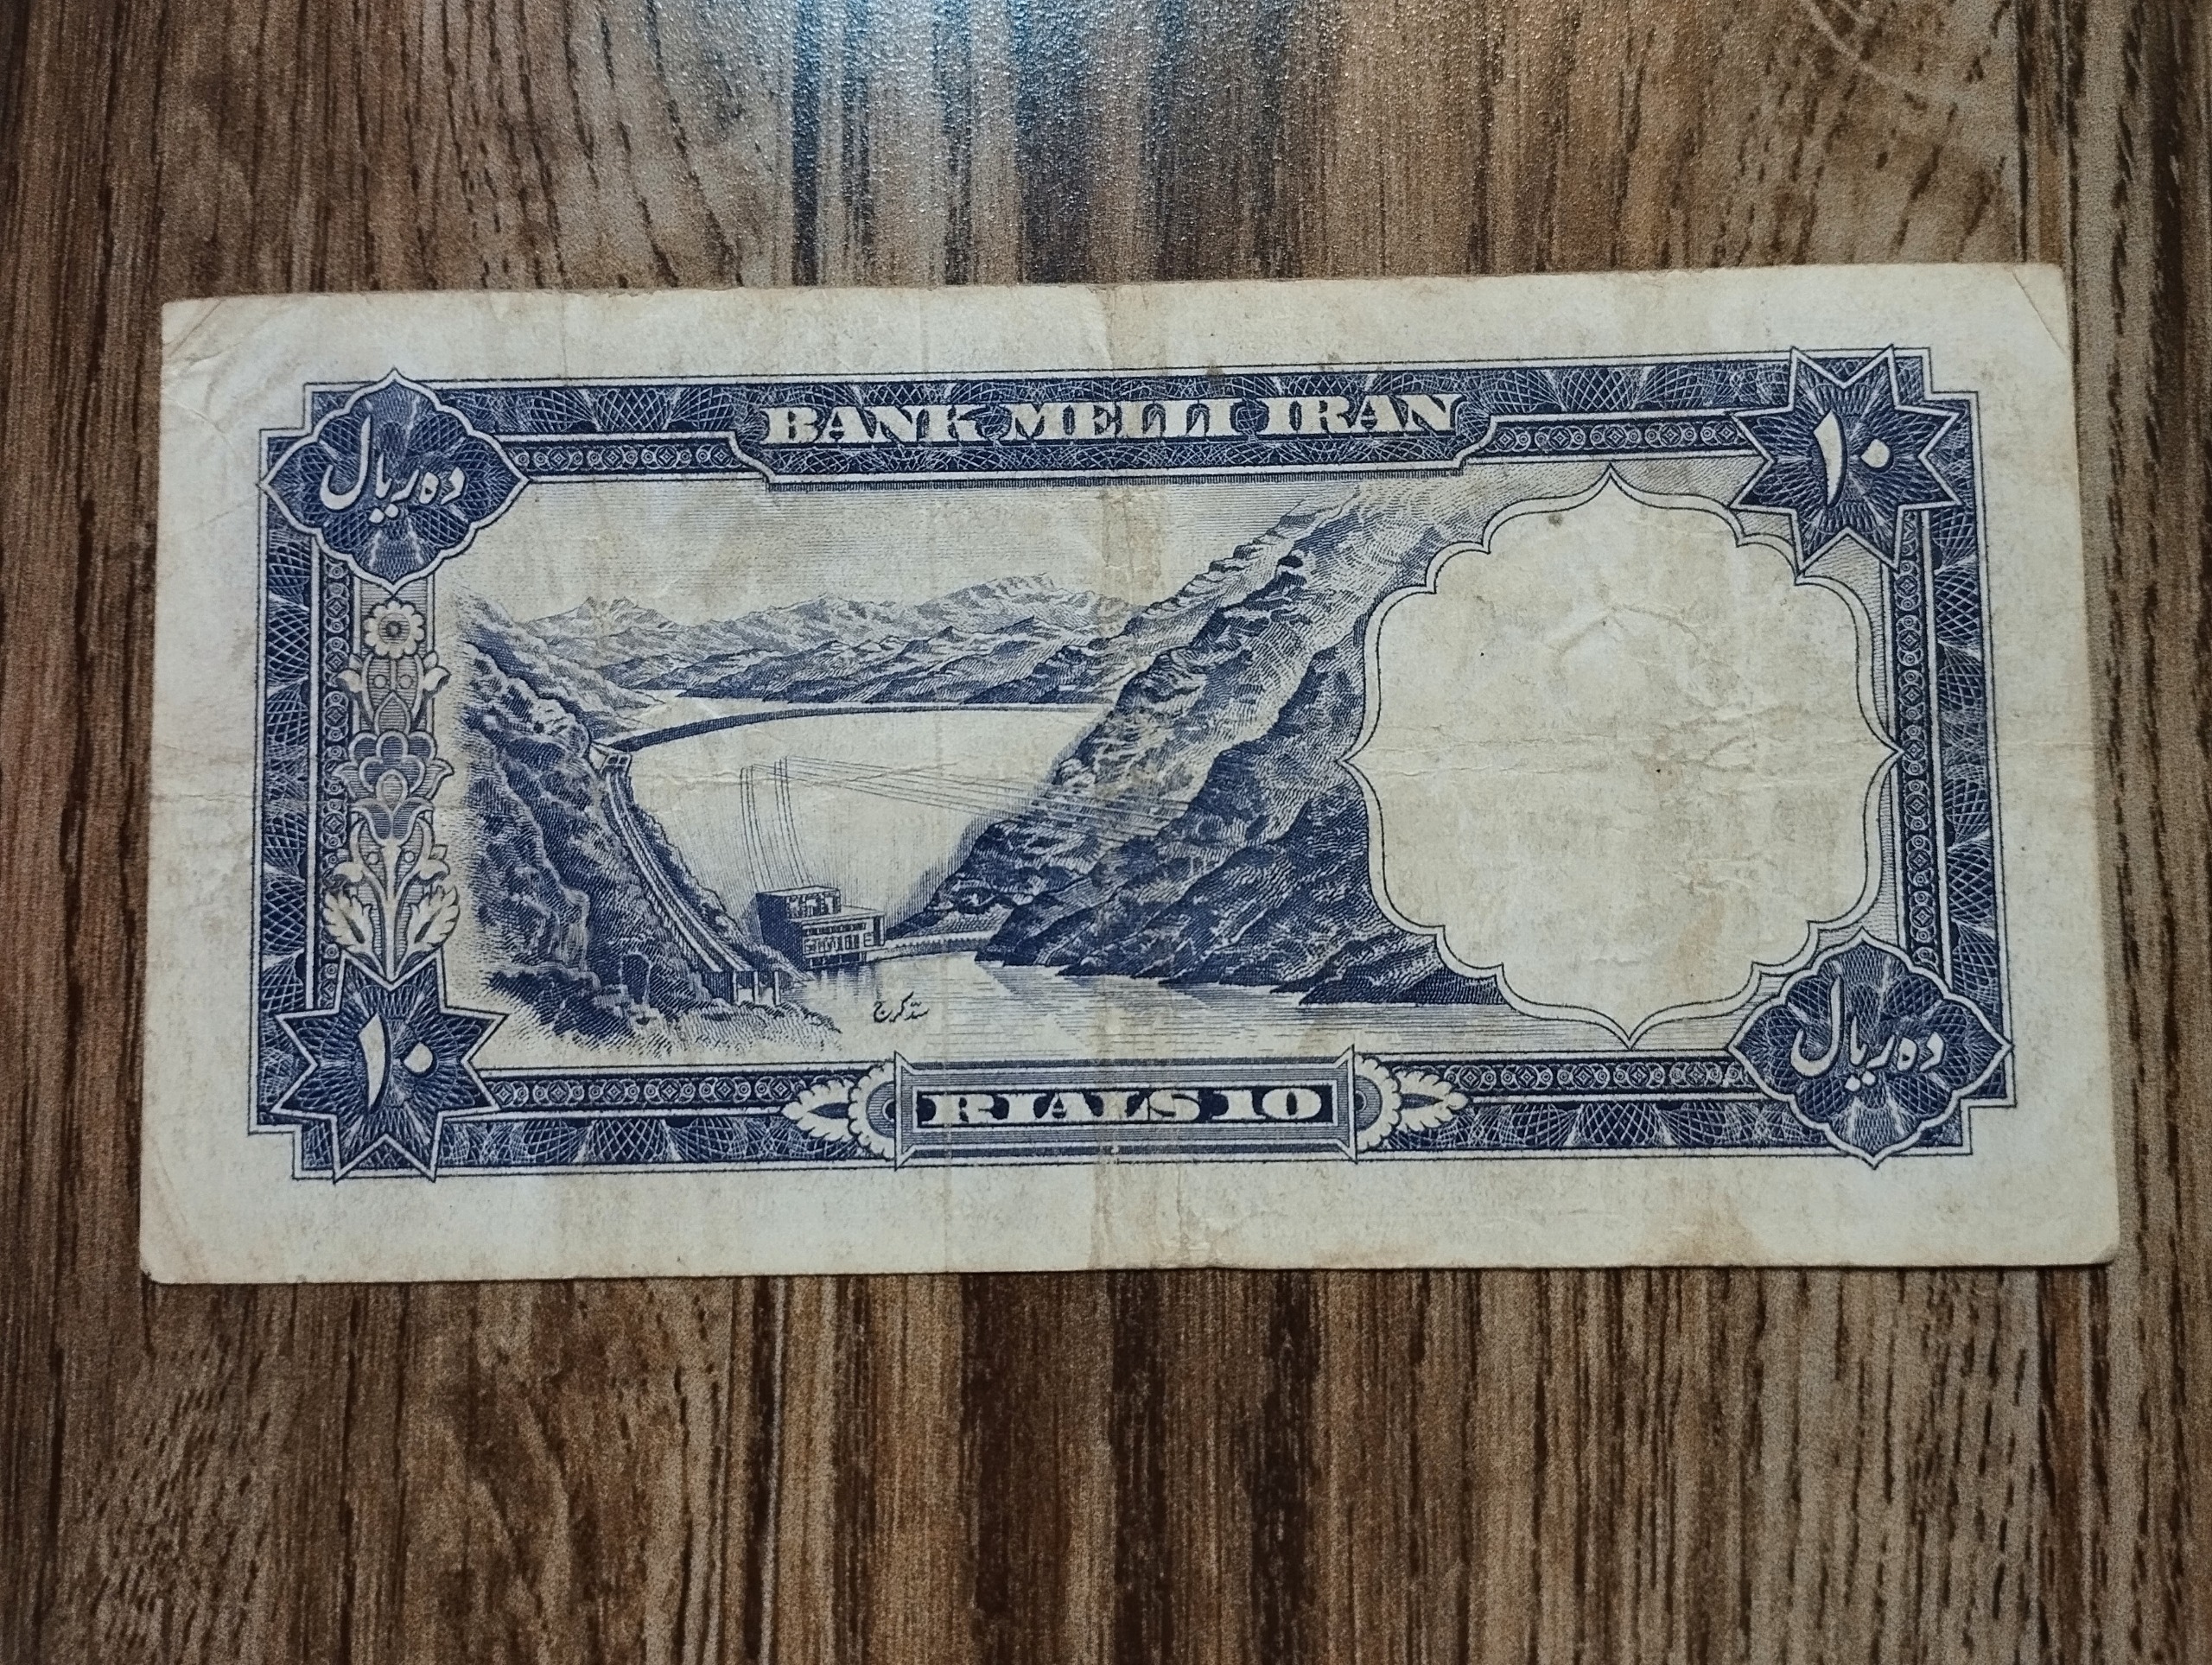 BANK MELLI IRAN
ده ریال
۱۰
سد کرج
۱۰
RIALS 10
ده ریال